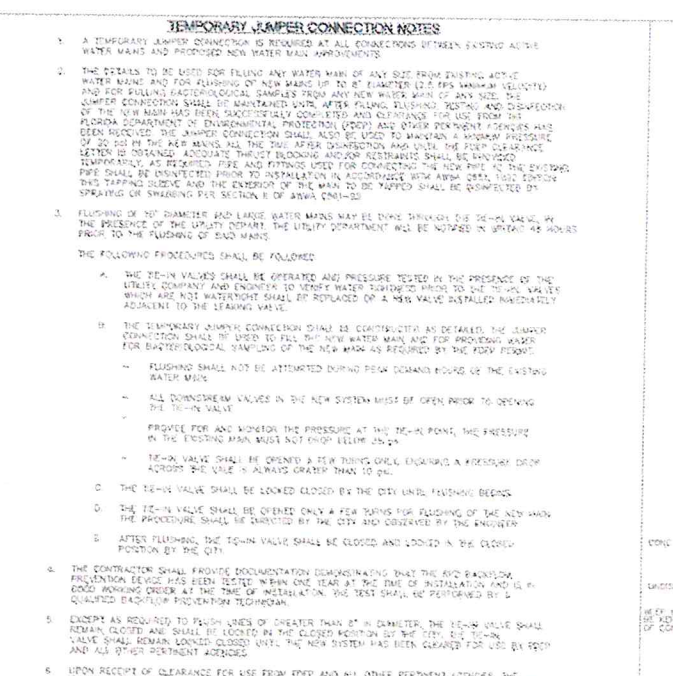 TEMPORARY JUMPER CONNECTION NOTES
1. A TEMPORARY JUMPER CONNECTION IS REQUIRED AT ALL CONNECTIONS BETWEEN EXISTING ACTIVE
WATER MAINS AND PROPOSED NEW WATER MAIN IMPROVEMENTS.
2. THE DETAILS TO BE USED FOR FILLING ANY WATER MAIN OF ANY SIZE FROM EXISTING ACTIVE
WATER MAINS AND FOR FLUSHING OF NEW MAINS UP TO 8" DIAMETER (2.5 FPS MINIMUM VELOCITY)
AND FOR PULLING BACTERIOLOGICAL SAMPLES FROM ANY NEW WATER MAIN OF ANY SIZE. THE
JUMPER CONNECTION SHALL BE MAINTAINED UNTIL AFTER FILLING, FLUSHING, TESTING AND DISINFECTION
OF THE NEW MAIN HAS BEEN SUCCESSFULLY COMPLETED AND CLEARANCE FOR USE FROM THE
FLORIDA DEPARTMENT OF ENVIRONMENTAL PROTECTION (FDEP) AND OTHER PERTINENT AGENCIES HAS
BEEN RECEIVED. THE JUMPER CONNECTION SHALL ALSO BE USED TO MAINTAIN A MINIMUM PRESSURE
OF 20 psi IN THE NEW MAINS ALL THE TIME AFTER DISINFECTION AND UNTIL THE FDEP CLEARANCE
LETTER IS OBTAINED. ADEQUATE THRUST BLOCKING AND/OR RESTRAINTS SHALL BE PROVIDED
TEMPORARILY, AS REQUIRED. PIPE AND FITTINGS USED FOR CONNECTING THE NEW PIPE TO THE EXISTING
PIPE SHALL BE DISINFECTED PRIOR TO INSTALLATION IN ACCORDANCE WITH AWWA C651, EDITION
THIS TAPPING SLEEVE AND THE EXTERIOR OF THE MAIN TO BE TAPPED SHALL BE DISINFECTED BY
SPRAYING OR SWABBING PER SECTION OF AWWA
3. FLUSHING OF 10" DIAMETER AND LARGE WATER MAINS MAY BE DONE THROUGH THE TIE-IN VALVE, IN
THE PRESENCE OF THE UTILITY DEPART. THE UTILITY DEPARTMENT WILL BE NOTIFIED IN WRITING 48 HOURS
PRIOR TO THE FLUSHING OF SAID MAINS.
THE FOLLOWING PROCEDURES SHALL BE FOLLOWED:
A. THE TIE-IN VALVES SHALL BE OPERATED AND PRESSURE TESTED IN THE PRESENCE OF THE
UTILITY COMPANY AND ENGINEER TO VERIFY WATER TIGHTNESS PRIOR TO THE TIE-IN. VALVES
WHICH ARE NOT WATERTIGHT SHALL BE REPLACED OR A NEW VALVE INSTALLED IMMEDIATELY
ADJACENT TO THE LEAKING VALVE.
B. THE TEMPORARY JUMPER CONNECTION SHALL BE CONSTRUCTED AS DETAILED. THE JUMPER
CONNECTION SHALL BE USED TO FILL THE NEW WATER MAIN AND FOR PROVIDING WATER
FOR BACTERIOLOGICAL SAMPLING OF THE NEW MAIN AS REQUIRED BY THE FDEP PERMIT.
- FLUSHING SHALL NOT BE ATTEMPTED DURING PEAK DEMAND HOURS OF THE EXISTING
WATER MAIN
- ALL DOWNSTREAM VALVES IN THE NEW SYSTEM MUST BE OPEN PRIOR TO OPENING
THE TIE-IN VALVE
PROVIDE FOR AND MONITOR THE PRESSURE AT THE TIE-IN POINT, THE PRESSURE
IN THE EXISTING MAIN MUST NOT DROP BELOW psi
- TIE-IN VALVE SHALL BE OPENED A FEW TURNS ONLY, ENSURING A PRESSURE DROP
ACROSS THE VALE IS ALWAYS GRATER THAN 10 psi.
C. THE TIE-IN VALVE SHALL BE LOCKED CLOSED BY THE CITY UNTIL FLUSHING BEGINS.
D. THE TIE-IN VALVE SHALL BE OPENED ONLY A FEW TURNS FOR FLUSHING OF THE NEW MAIN
THE PROCEDURE SHALL BE DIRECTED BY THE CITY AND OBSERVED BY THE ENGINEER
E. AFTER FLUSHING, THE TIE-IN VALVE SHALL BE CLOSED AND LOCKED IN THE CLOSED
POSITION BY THE CITY.
4. THE CONTRACTOR SHALL PROVIDE DOCUMENTATION DEMONSTRATING THAT THE RPZ BACKFLOW
PREVENTION DEVICE HAS BEEN TESTED WITHIN ONE YEAR AT THE TIME OF INSTALLATION AND IS IN
GOOD WORKING ORDER AT THE TIME OF INSTALLATION. THE TEST SHALL BE PERFORMED BY A
QUALIFIED BACKFLOW PREVENTION TECHNICIAN.
5. EXCEPT AS REQUIRED TO FLUSH LINES OF GREATER THAN 8" IN DIAMETER, THE TIE-IN VALVE SHALL
REMAIN CLOSED AND SHALL BE LOCKED IN THE CLOSED POSITION BY THE CITY. THE TIE-IN
VALVE SHALL REMAIN LOCKED CLOSED UNTIL THE NEW SYSTEM HAS BEEN CLEARED FOR USE BY FDEP
AND ALL OTHER PERTINENT AGENCIES.
6. UPON RECEIPT OF CLEARANCE FOR USE FROM FDEP AND ALL OTHER PERTINENT AGENCIES, THE
CONC